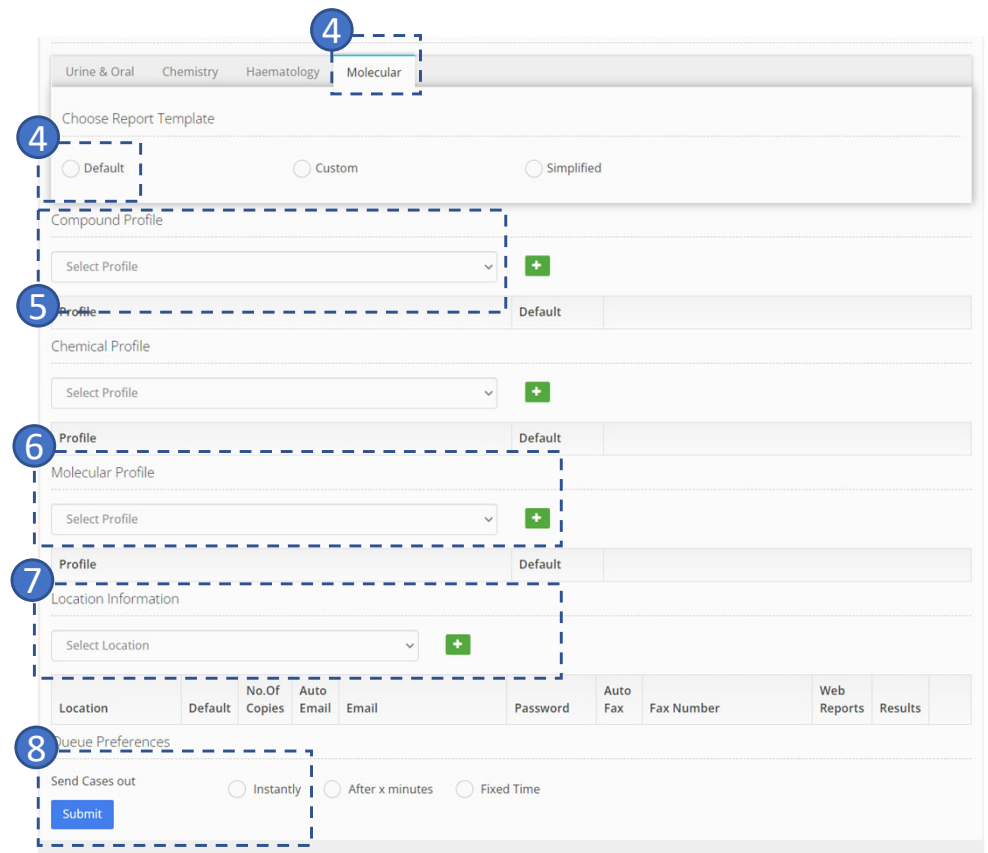 4
Urine & Oral Chemistry Haematology Molecular
Choose Report Template
4
Default Custom Simplified
Compound Profile
Select Profile +
5
Profile Default
Chemical Profile
Select Profile +
Profile Default
6
Molecular Profile
Select Profile +
Profile Default
7
Location Information
Select Location +
Location Default No.Of Copies Auto Email Email Password Auto Fax Fax Number Web Reports Results
8
Queue Preferences
Send Cases out Instantly After x minutes Fixed Time
Submit